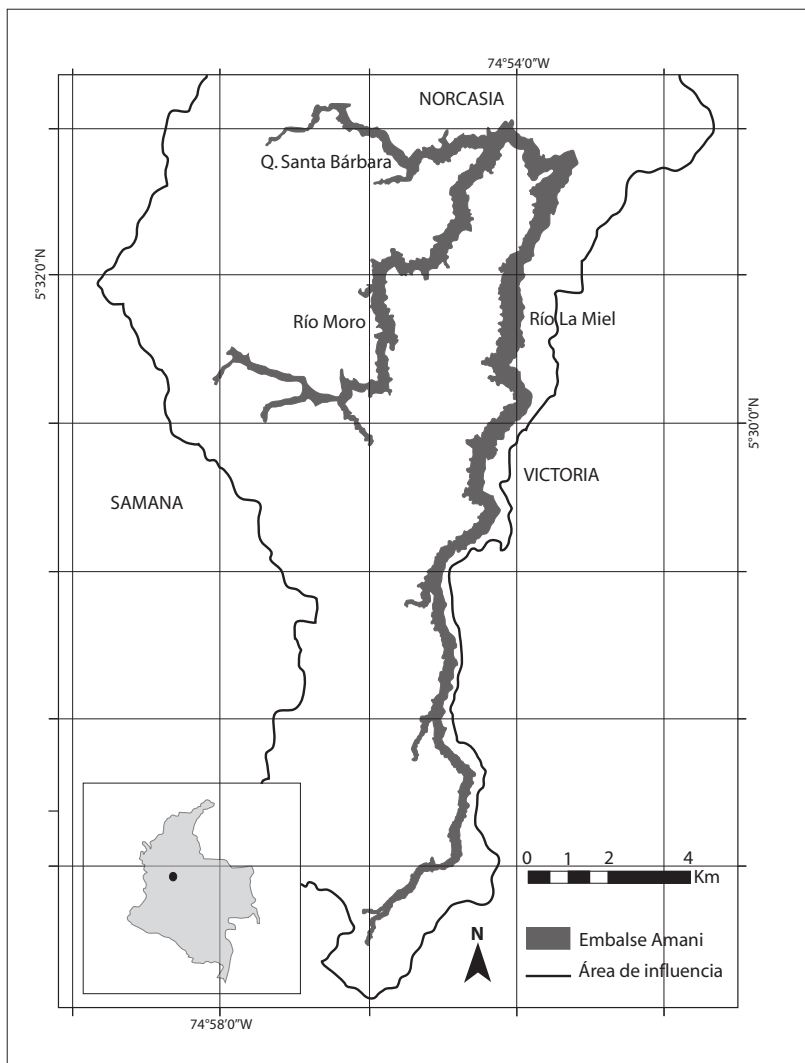 74°54'0"W
NORCASIA
Q. Santa Bárbara
5°32'0"N
Río Moro
Río La Miel
5°30'0"N
SAMANA
VICTORIA
0 1 2 4
Km
N
Embalse Amani
Área de influencia
74°58'0"W